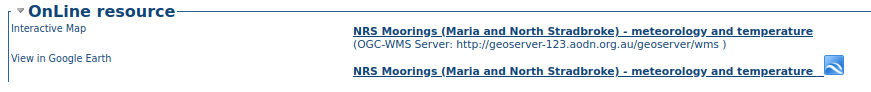 OnLine resource
Interactive Map
NRS Moorings (Maria and North Stradbroke) - meteorology and temperature
(OGC-WMS Server: http://geoserver-123.aodn.org.au/geoserver/wms )
View in Google Earth
NRS Moorings (Maria and North Stradbroke) - meteorology and temperature